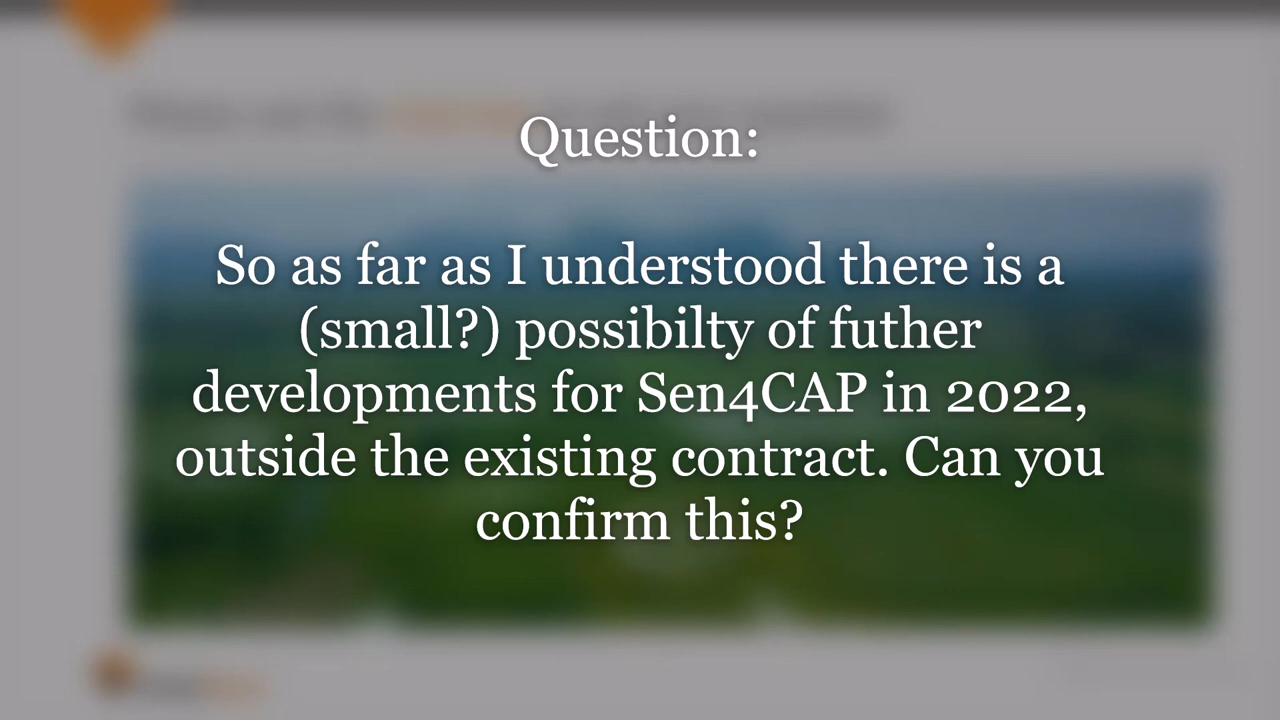 Question:
So as far as I understood there is a
(small?) possibilty of futher
developments for Sen4CAP in 2022,
outside the existing contract. Can you
confirm this?